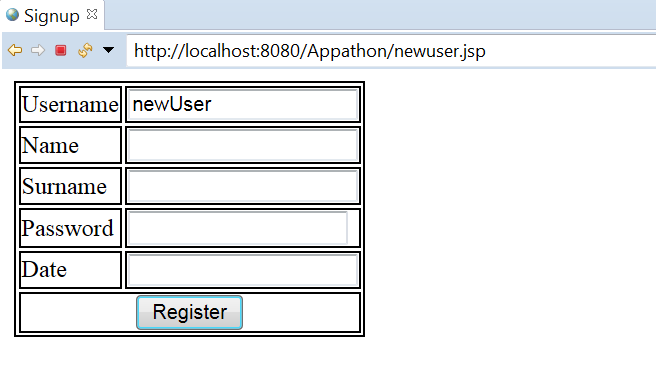 Signup
http://localhost:8080/Appathon/newuser.jsp
Username newUser
Name
Surname
Password
Date
Register